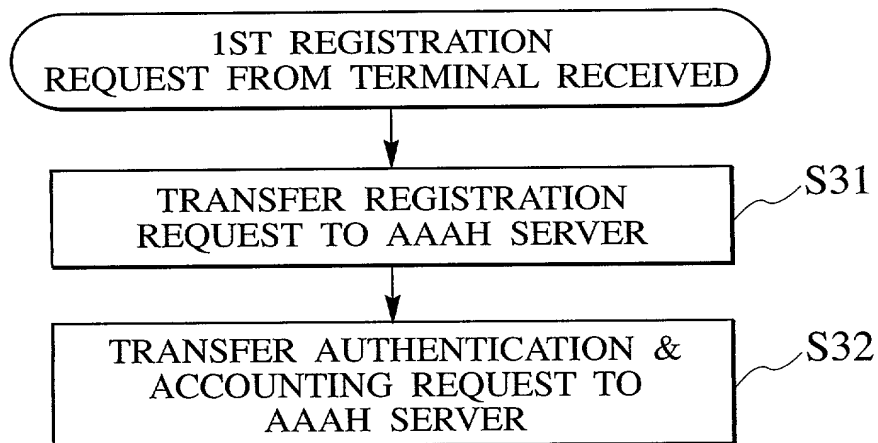 1ST REGISTRATION
REQUEST FROM TERMINAL RECEIVED
TRANSFER REGISTRATION
REQUEST TO AAAH SERVER
S31
TRANSFER AUTHENTICATION &
ACCOUNTING REQUEST TO
AAAH SERVER
S32